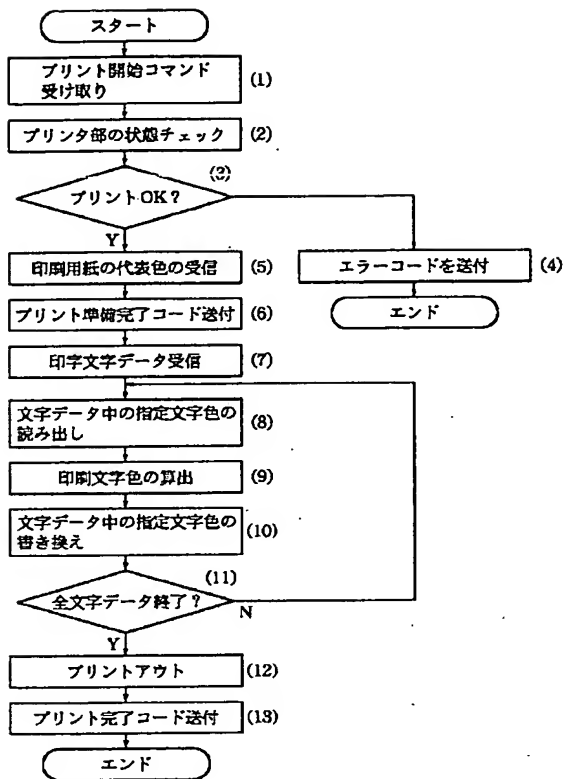 スタート
プリント開始コマンド
受け取り
(1)
プリンタ部の状態チェック
(2)
プリントOK?
(3)
Y
印刷用紙の代表色の受信
(5)
エラーコードを送付
(4)
プリント準備完了コード送付
(6)
エンド
印字文字データ受信
(7)
文字データ中の指定文字色の
読み出し
(8)
印刷文字色の算出
(9)
文字データ中の指定文字色の
書き換え
(10)
全文字データ終了?
(11)
N
Y
プリントアウト
(12)
プリント完了コード送付
(13)
エンド